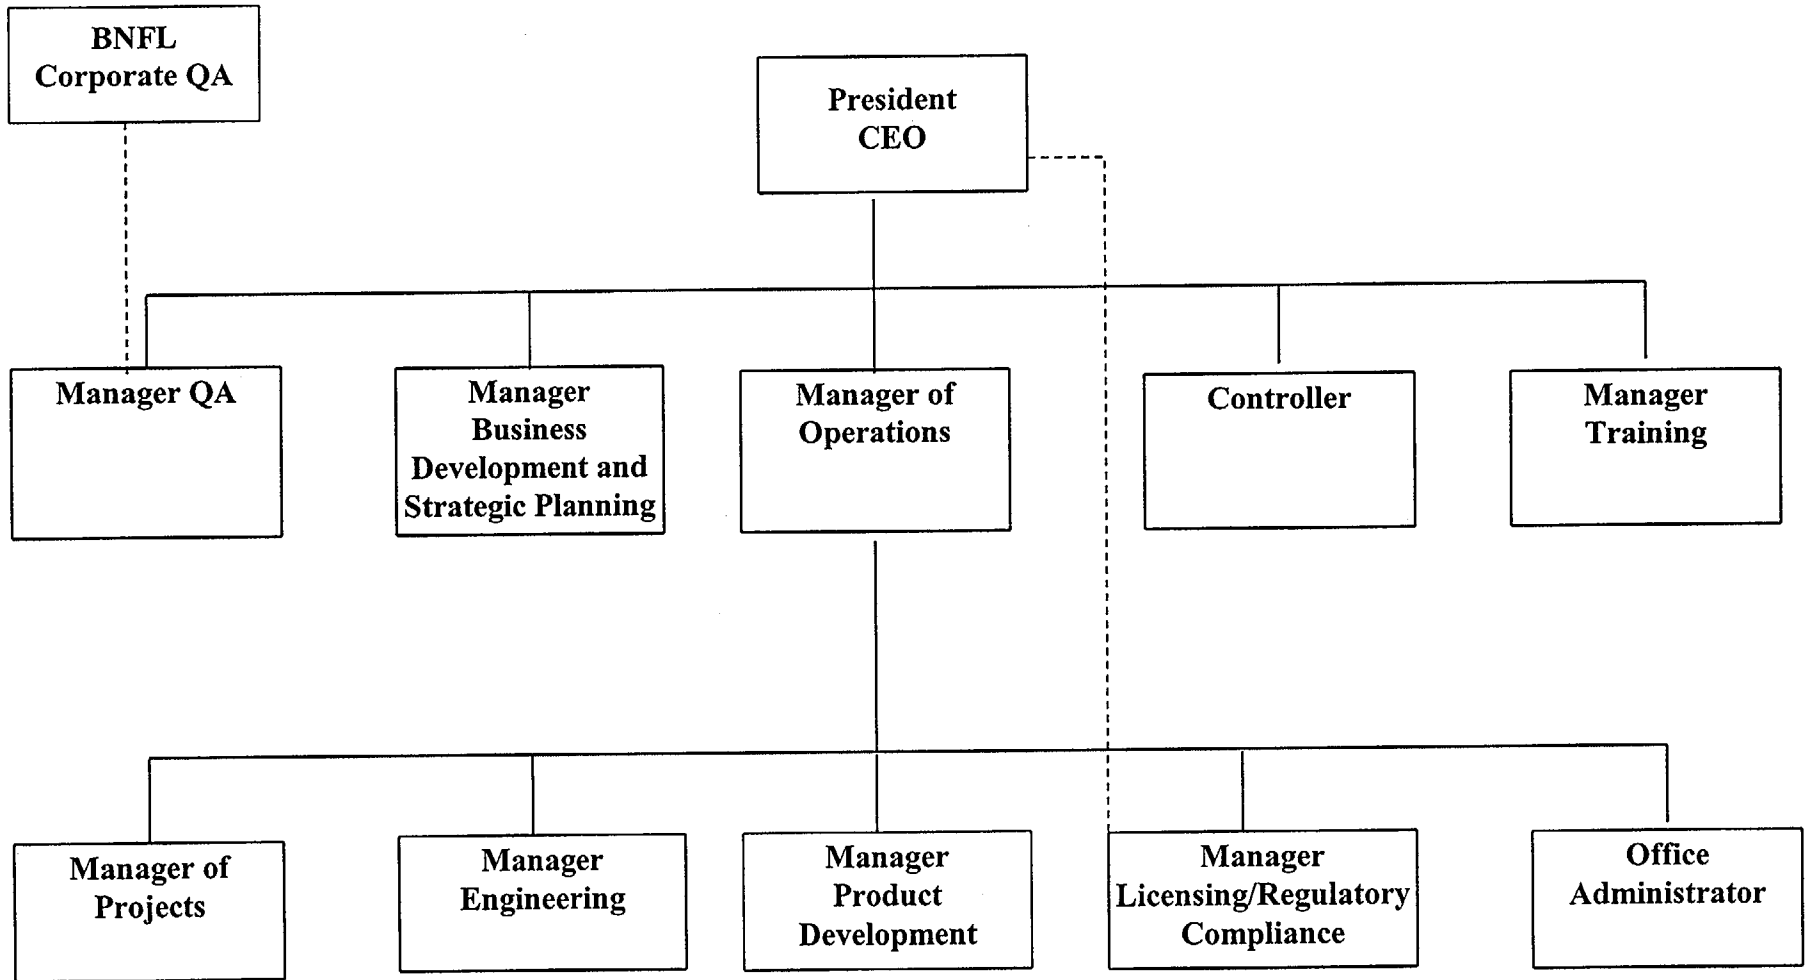 BNFL
Corporate QA
President
CEO
Manager QA
Manager
Business
Development and
Strategic Planning
Manager of
Operations
Controller
Manager
Training
Manager of
Projects
Manager
Engineering
Manager
Product
Development
Manager
Licensing/Regulatory
Compliance
Office
Administrator